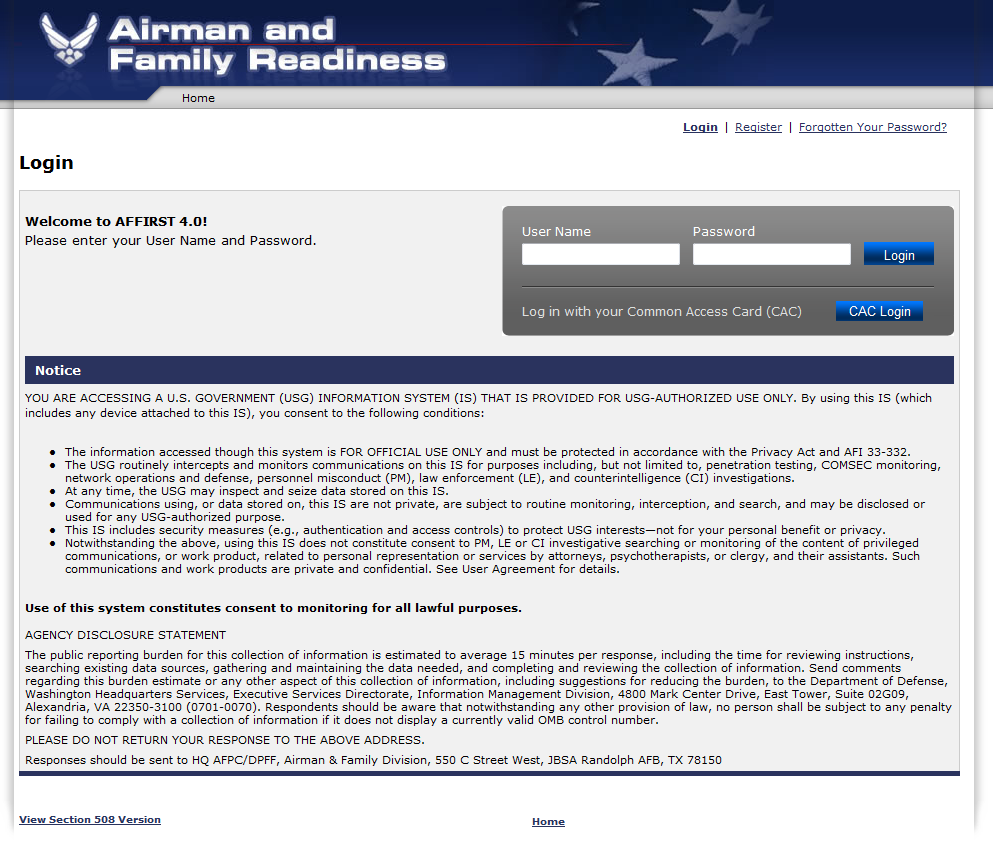 Airman and
Family Readiness
Home
Login | Register | Forgotten Your Password?
Login
Welcome to AFFIRST 4.0!
Please enter your User Name and Password.
User Name
Password
Login
Log in with your Common Access Card (CAC)
CAC Login
Notice
YOU ARE ACCESSING A U.S. GOVERNMENT (USG) INFORMATION SYSTEM (IS) THAT IS PROVIDED FOR USG-AUTHORIZED USE ONLY. By using this IS (which
includes any device attached to this IS), you consent to the following conditions:
• The information accessed though this system is FOR OFFICIAL USE ONLY and must be protected in accordance with the Privacy Act and AFI 33-332.
• The USG routinely intercepts and monitors communications on this IS for purposes including, but not limited to, penetration testing, COMSEC monitoring,
network operations and defense, personnel misconduct (PM), law enforcement (LE), and counterintelligence (CI) investigations.
• At any time, the USG may inspect and seize data stored on this IS.
• Communications using, or data stored on, this IS are not private, are subject to routine monitoring, interception, and search, and may be disclosed or
used for any USG-authorized purpose.
• This IS includes security measures (e.g., authentication and access controls) to protect USG interests—not for your personal benefit or privacy.
• Notwithstanding the above, using this IS does not constitute consent to PM, LE or CI investigative searching or monitoring of the content of privileged
communications, or work product, related to personal representation or services by attorneys, psychotherapists, or clergy, and their assistants. Such
communications and work products are private and confidential. See User Agreement for details.
Use of this system constitutes consent to monitoring for all lawful purposes.
AGENCY DISCLOSURE STATEMENT
The public reporting burden for this collection of information is estimated to average 15 minutes per response, including the time for reviewing instructions,
searching existing data sources, gathering and maintaining the data needed, and completing and reviewing the collection of information. Send comments
regarding this burden estimate or any other aspect of this collection of information, including suggestions for reducing the burden, to the Department of Defense,
Washington Headquarters Services, Executive Services Directorate, Information Management Division, 4800 Mark Center Drive, East Tower, Suite 02G09,
Alexandria, VA 22350-3100 (0701-0070). Respondents should be aware that notwithstanding any other provision of law, no person shall be subject to any penalty
for failing to comply with a collection of information if it does not display a currently valid OMB control number.
PLEASE DO NOT RETURN YOUR RESPONSE TO THE ABOVE ADDRESS.
Responses should be sent to HQ AFPC/DPFF, Airman & Family Division, 550 C Street West, JBSA Randolph AFB, TX 78150
View Section 508 Version
Home